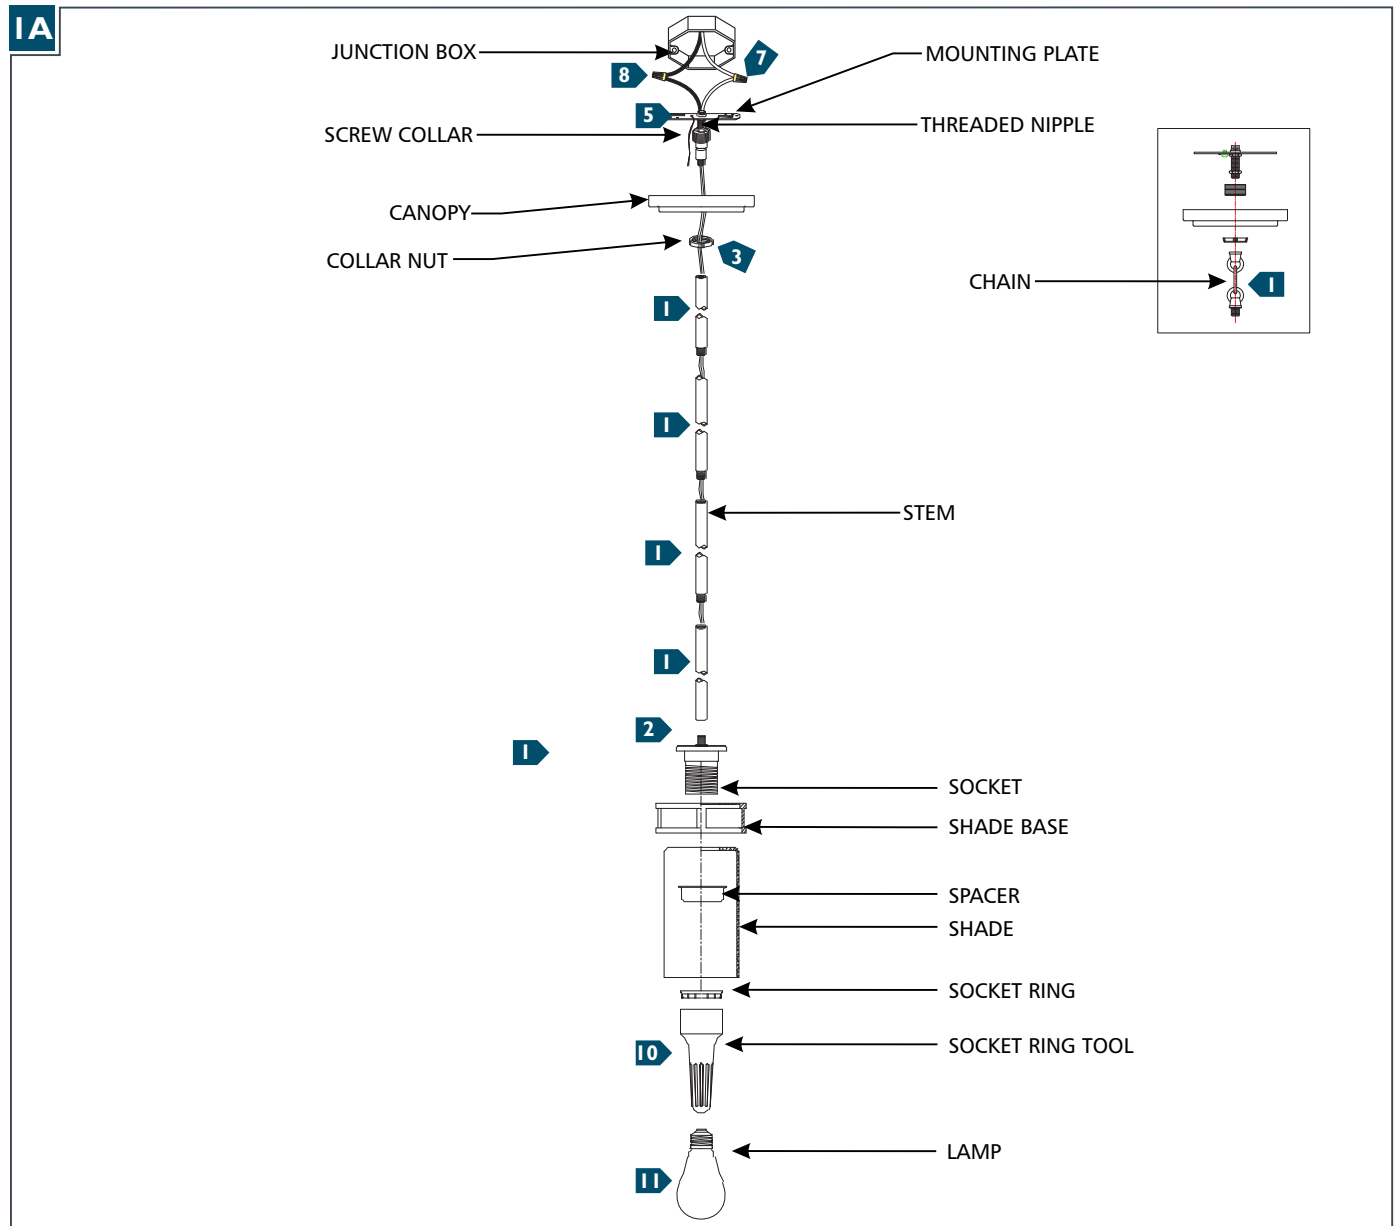 1A
JUNCTION BOX
MOUNTING PLATE
7
8
5
THREADED NIPPLE
SCREW COLLAR
CANOPY
COLLAR NUT
3
CHAIN
1
1
1
STEM
1
1
2
1
SOCKET
SHADE BASE
SPACER
SHADE
SOCKET RING
SOCKET RING TOOL
10
LAMP
11